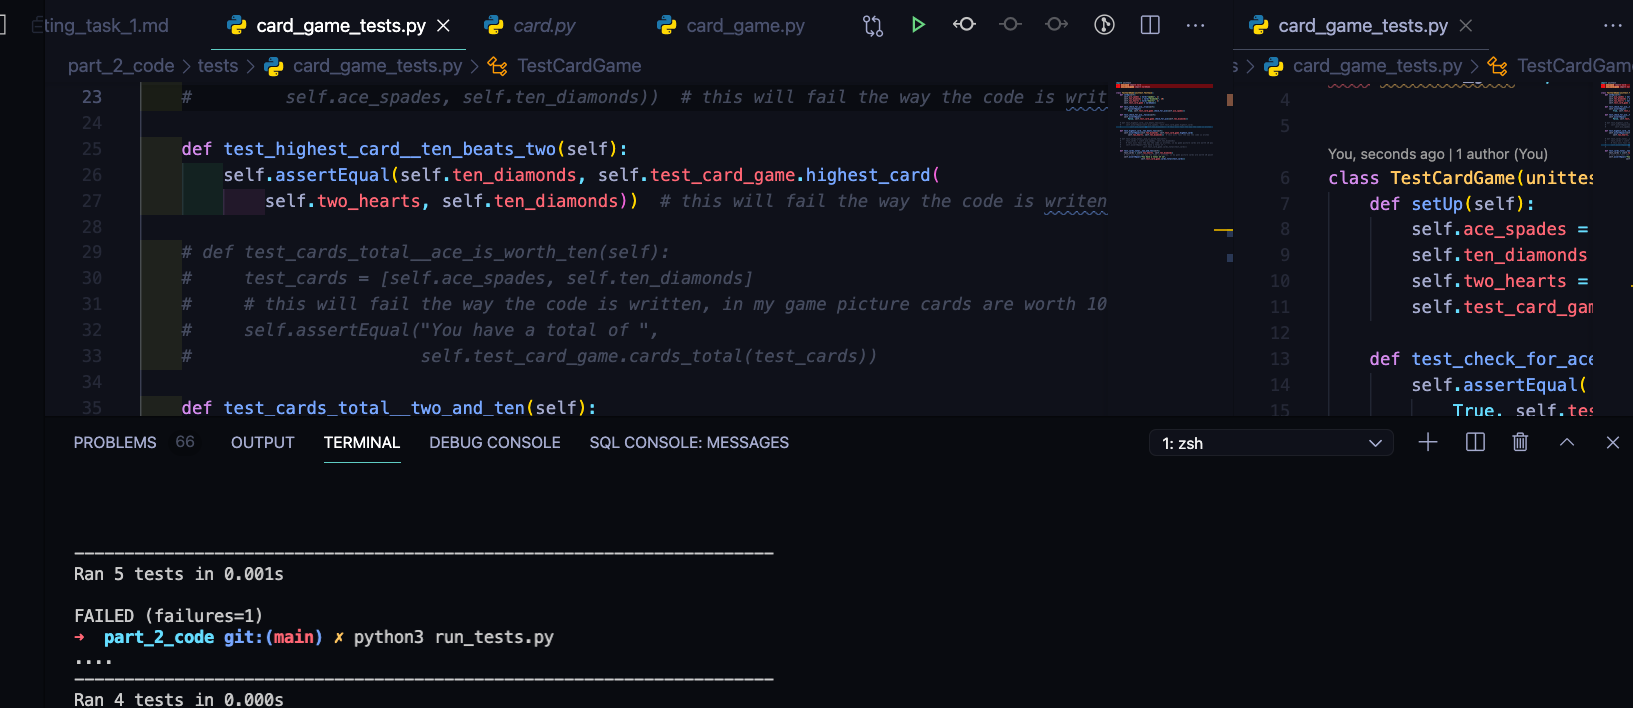 ting_task_1.md card_game_tests.py card.py card_game.py card_game_tests.py
part_2_code > tests > card_game_tests.py > TestCardGame
s > card_game_tests.py > TestCardGam
23 # self.ace_spades, self.ten_diamonds)) # this will fail the way the code is writ
24
25 def test_highest_card__ten_beats_two(self):
26 self.assertEqual(self.ten_diamonds, self.test_card_game.highest_card(
27 self.two_hearts, self.ten_diamonds)) # this will fail the way the code is writen
28
29 # def test_cards_total__ace_is_worth_ten(self):
30 # test_cards = [self.ace_spades, self.ten_diamonds]
31 # # this will fail the way the code is written, in my game picture cards are worth 10
32 # self.assertEqual("You have a total of ",
33 # self.test_card_game.cards_total(test_cards))
34
35 def test_cards_total__two_and_ten(self):
4
5
You, seconds ago | 1 author (You)
6 class TestCardGame(unittes
7 def setUp(self):
8 self.ace_spades =
9 self.ten_diamonds
10 self.two_hearts =
11 self.test_card_gam
12
13 def test_check_for_ace
14 self.assertEqual(
15 True, self.tes
PROBLEMS 66 OUTPUT TERMINAL DEBUG CONSOLE SQL CONSOLE: MESSAGES 1: zsh
----------------------------------------------------------------------
Ran 5 tests in 0.001s
FAILED (failures=1)
➜ part_2_code git:(main) ✗ python3 run_tests.py
....
----------------------------------------------------------------------
Ran 4 tests in 0.000s